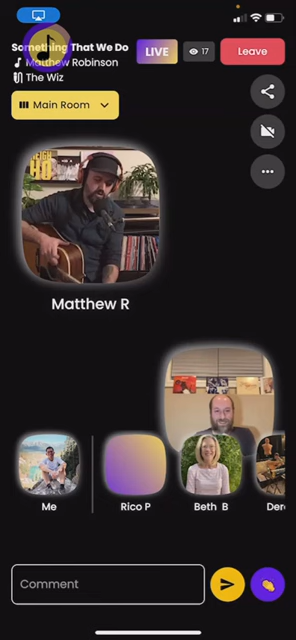 Something That We Do
Matthew Robinson
The Wiz
LIVE
17
Leave
Main Room
Matthew R
Me
Rico P
Beth B
Dere
Comment